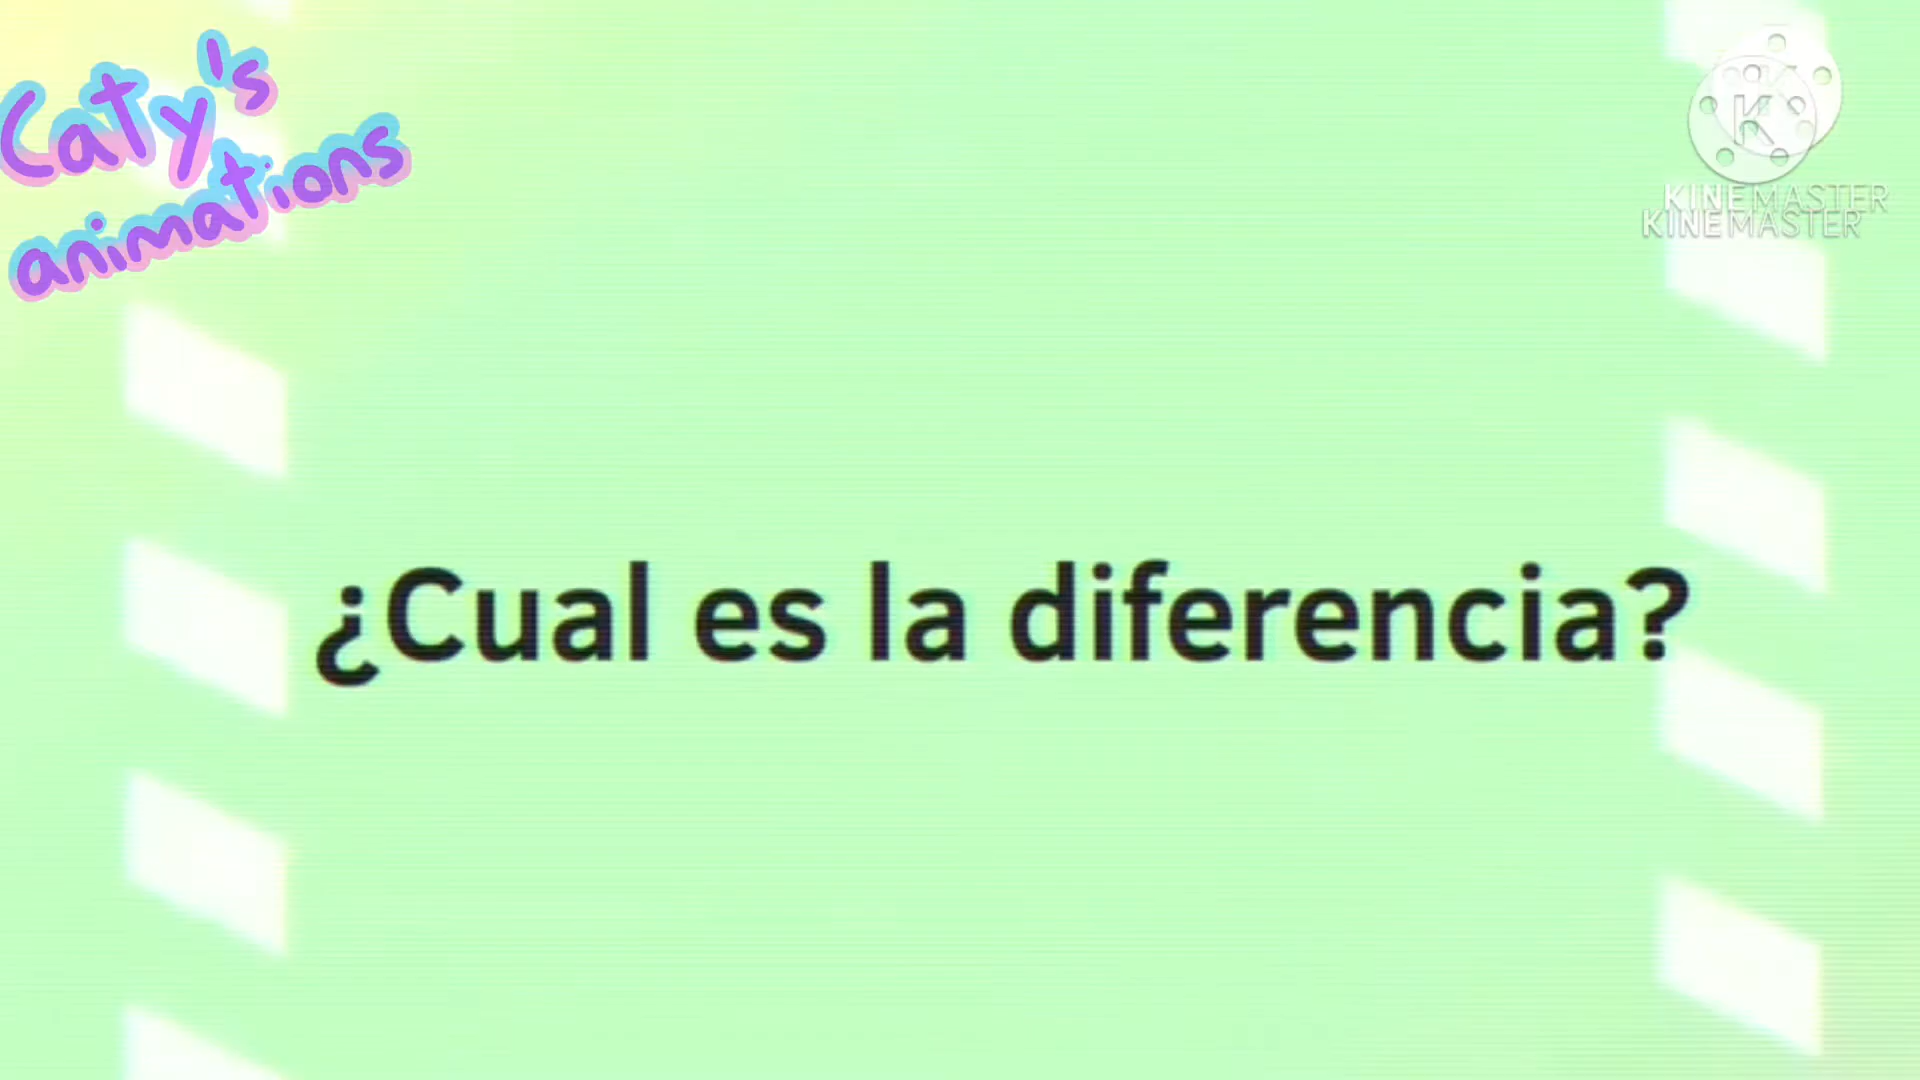 Caty's
animations
KINEMASTER
KINEMASTER
¿Cual es la diferencia?